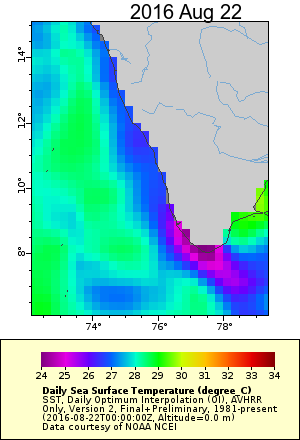 2016 Aug 22
14°
12°
10°
8°
74° 76° 78°
24 25 26 27 28 29 30 31 32 33 34
Daily Sea Surface Temperature (degree_C)
SST, Daily Optimum Interpolation (OI), AVHRR
Only, Version 2, Final+Preliminary, 1981-present
(2016-08-22T00:00:00Z, Altitude=0.0 m)
Data courtesy of NOAA NCEI